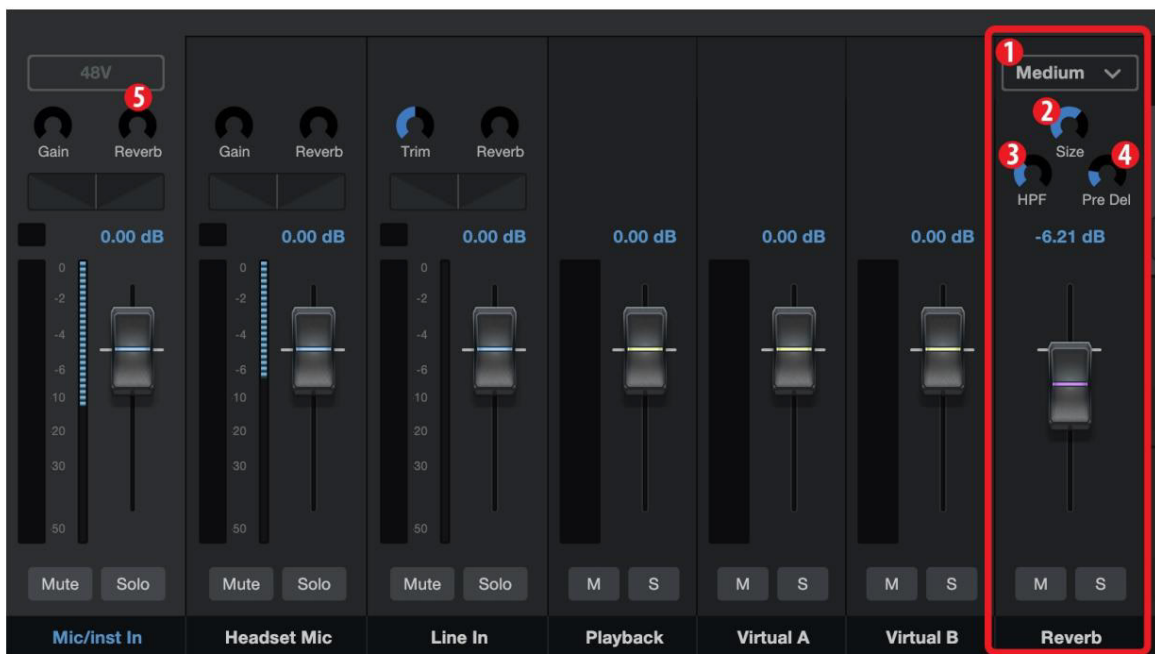 1
Medium
48V
5
2
Gain Reverb
Gain Reverb
Trim Reverb
Size
3
4
HPF Pre Del
0.00 dB
0.00 dB
0.00 dB
0.00 dB
0.00 dB
0.00 dB
-6.21 dB
0
-2
-4
-6
10
20
30
50
0
-2
-4
-6
10
20
30
50
0
-2
-4
-6
10
20
30
50
Mute Solo
Mute Solo
Mute Solo
M S
M S
M S
M S
Mic/inst In
Headset Mic
Line In
Playback
Virtual A
Virtual B
Reverb